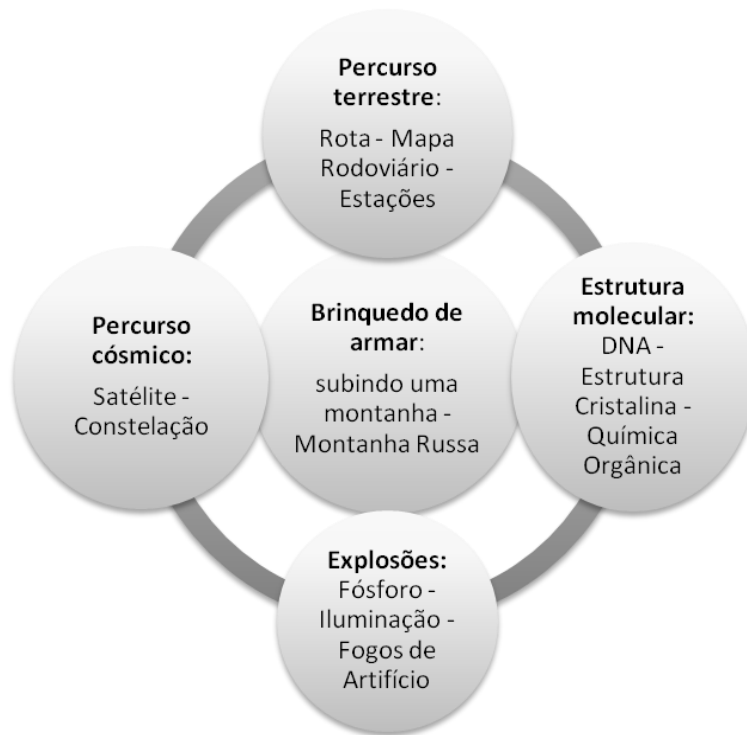 Percurso
terrestre:
Rota - Mapa
Rodoviário -
Estações
Percurso
cósmico:
Satélite -
Constelação
Brinquedo de
armar:
subindo uma
montanha -
Montanha Russa
Estrutura
molecular:
DNA -
Estrutura
Cristalina -
Química
Orgânica
Explosões:
Fósforo -
Iluminação -
Fogos de
Artifício